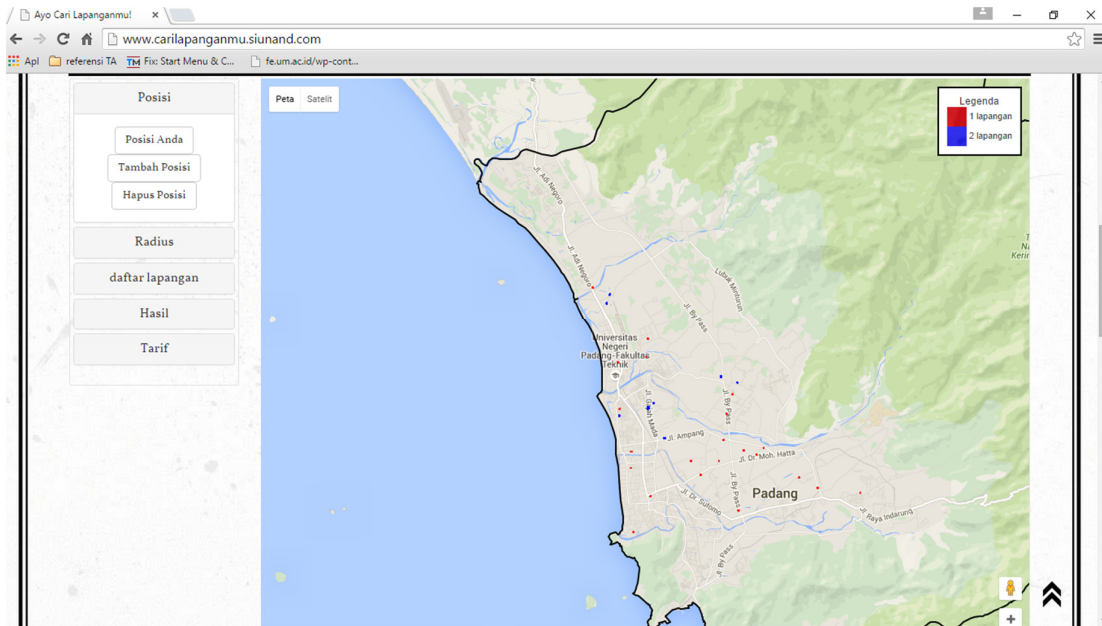 Ayo Cari Lapanganmu!
www.carilapanganmu.siunand.com
Apl
referensi TA
TM Fix: Start Menu & C...
fe.um.ac.id/wp-cont...
Posisi
Posisi Anda
Tambah Posisi
Hapus Posisi
Radius
daftar lapangan
Hasil
Tarif
Peta
Satelit
Legenda
1 lapangan
2 lapangan
Jl. Adi Negoro
Jl. Adi Negoro
Lubuk Minturun
Jl. By Pass
Universitas
Negeri
Padang-Fakultas
Teknik
Jl. Gajah Mada
Jl. By Pass
Jl. Ampang
Jl. Dr. Moh. Hatta
Jl. By Pass
Padang
Jl. Dr. Sutomo
Jl. Raya Indarung
Jl. By Pass
+